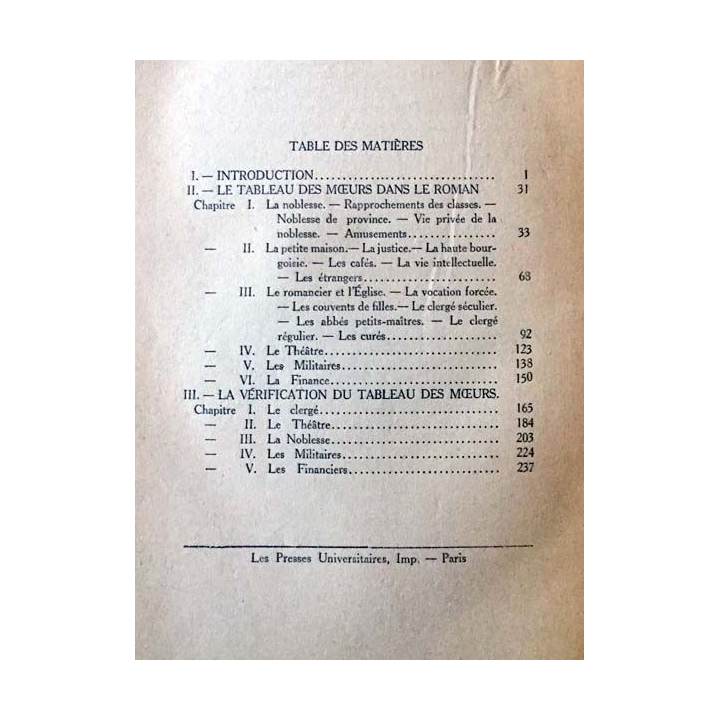 TABLE DES MATIÈRES
I. — INTRODUCTION.................................. 1
II. — LE TABLEAU DES MŒURS DANS LE ROMAN 31
Chapitre I. La noblesse. — Rapprochements des classes. —
Noblesse de province. — Vie privée de la
noblesse. — Amusements................ 33
— II. La petite maison. — La justice. — La haute bour-
geoisie. — Les cafés. — La vie intellectuelle.
— Les étrangers........................ 68
— III. Le romancier et l'Église. — La vocation forcée.
— Les couvents de filles. — Le clergé séculier.
— Les abbés petits-maîtres. — Le clergé
régulier. — Les curés.................... 92
— IV. Le Théâtre............................ 123
— V. Les Militaires.......................... 138
— VI. La Finance............................ 150
III. — LA VÉRIFICATION DU TABLEAU DES MŒURS.
Chapitre I. Le clergé............................. 165
— II. Le Théâtre............................ 184
— III. La Noblesse........................... 203
— IV. Les Militaires.......................... 224
— V. Les Financiers......................... 237
Les Presses Universitaires, Imp. — Paris